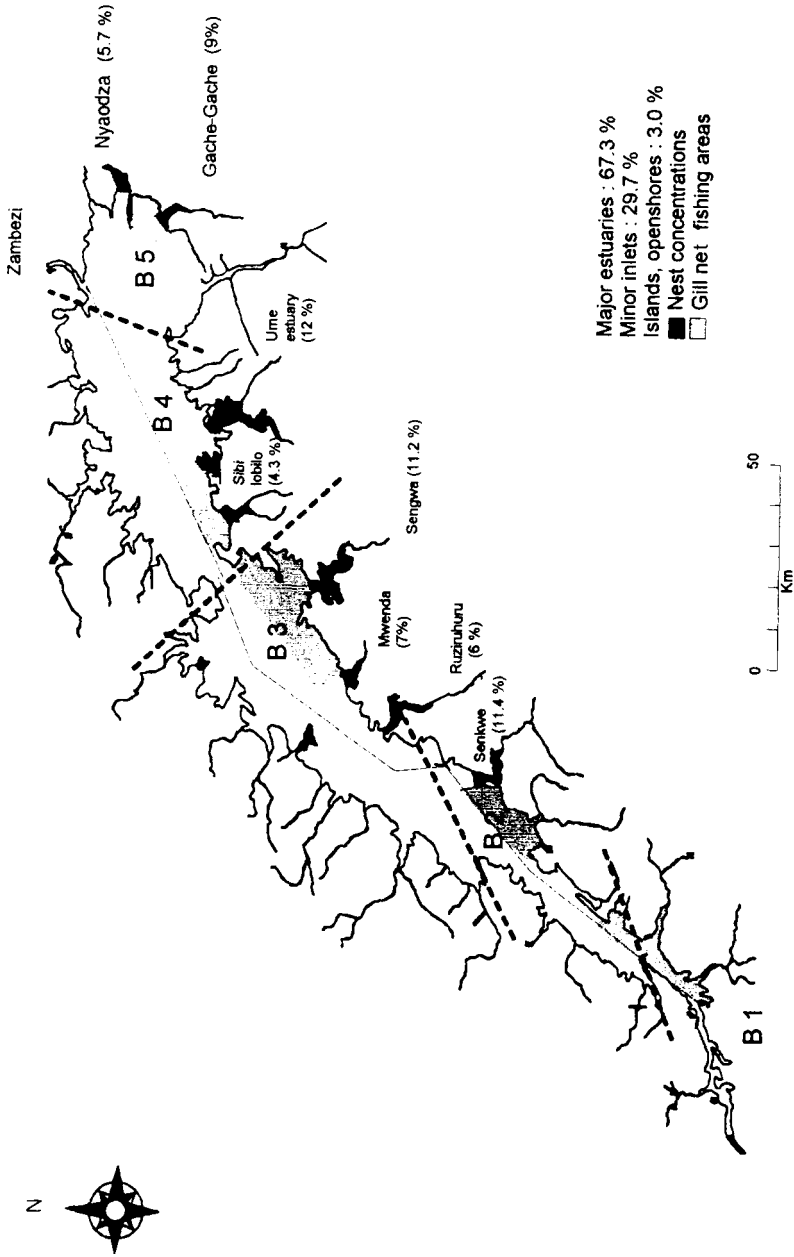 N
Zambezi
Nyaodza (5.7 %)
Gache-Gache (9%)
B 5
Ume
estuary
(12 %)
B 4
Sibi
lobilo
(4.3 %)
Sengwa (11.2 %)
B 3
Mwenda
(7%)
Ruziruhuru
(6 %)
Senkwe
(11.4 %)
B
B 1
0
50
Km
Major estuaries : 67.3 %
Minor inlets : 29.7 %
Islands, openshores : 3.0 %
Nest concentrations
Gill net fishing areas